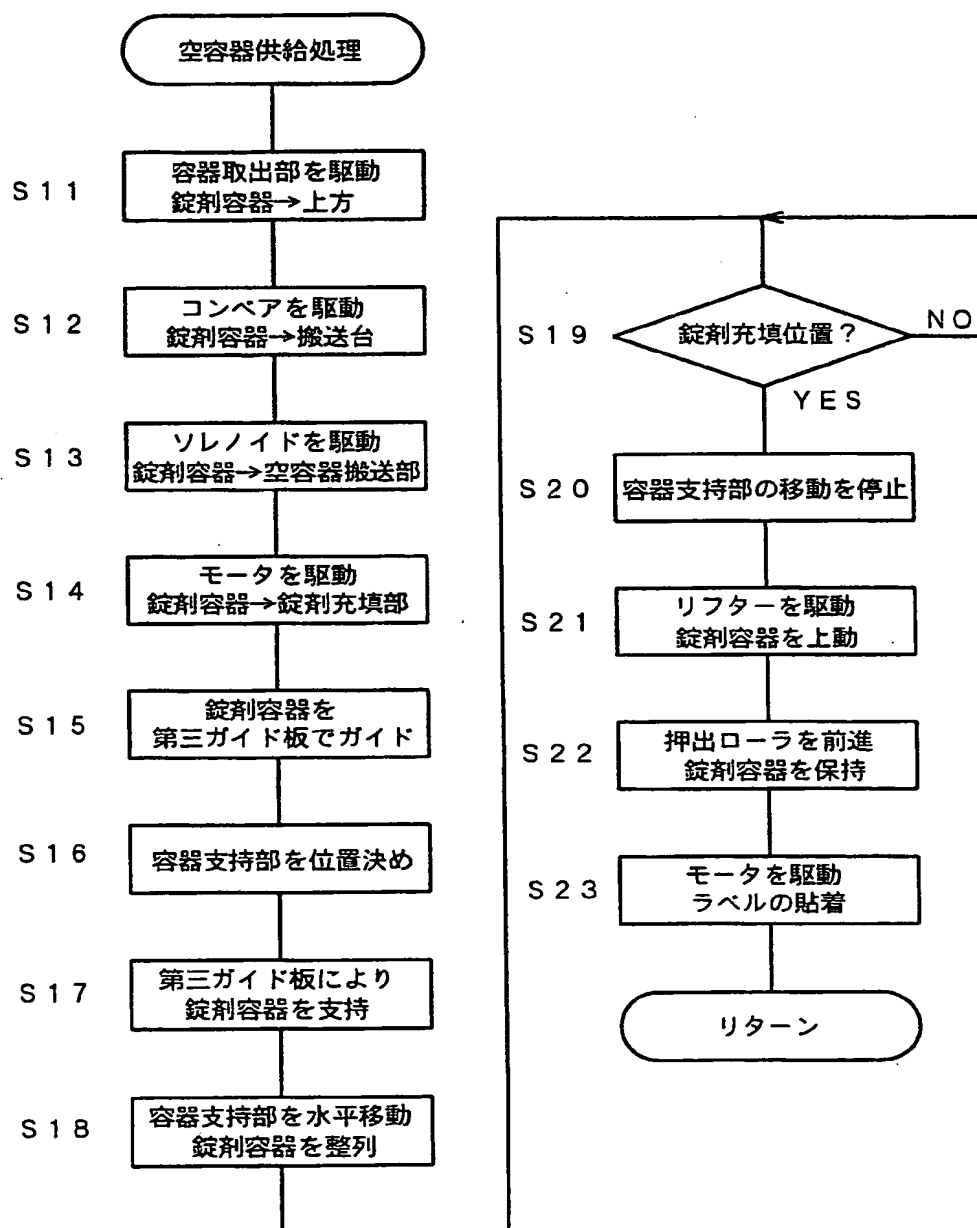 空容器供給処理
S11
容器取出部を駆動
錠剤容器→上方
S12
コンベアを駆動
錠剤容器→搬送台
S13
ソレノイドを駆動
錠剤容器→空容器搬送部
S14
モータを駆動
錠剤容器→錠剤充填部
S15
錠剤容器を
第三ガイド板でガイド
S16
容器支持部を位置決め
S17
第三ガイド板により
錠剤容器を支持
S18
容器支持部を水平移動
錠剤容器を整列
S19
錠剤充填位置？
NO
YES
S20
容器支持部の移動を停止
S21
リフターを駆動
錠剤容器を上動
S22
押出ローラを前進
錠剤容器を保持
S23
モータを駆動
ラベルの貼着
リターン